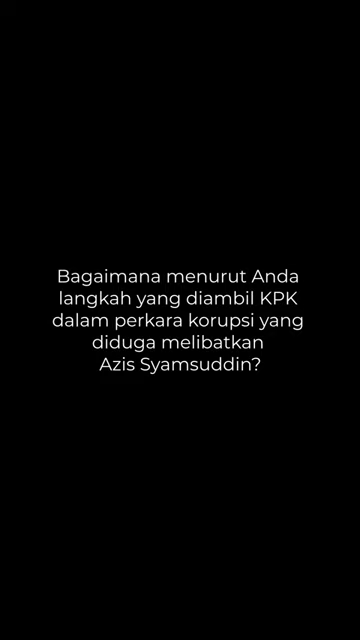 Bagaimana menurut Anda
langkah yang diambil KPK
dalam perkara korupsi yang
diduga melibatkan
Azis Syamsuddin?